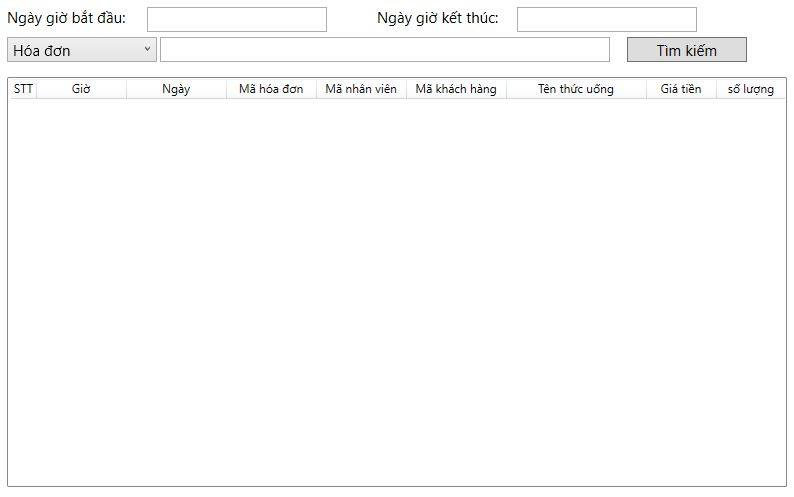 Ngày giờ bắt đầu: Ngày giờ kết thúc:
Hóa đơn Tìm kiếm
STT Giờ Ngày Mã hóa đơn Mã nhân viên Mã khách hàng Tên thức uống Giá tiền số lượng